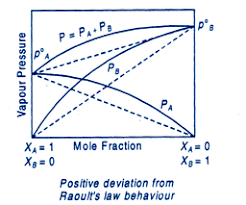 P = P_A + P_B
p°_A
p°_B
P_B
P_A
Vapour Pressure
X_A = 1 Mole Fraction X_A = 0
X_B = 0 X_B = 1
Positive deviation from
Raoult's law behaviour